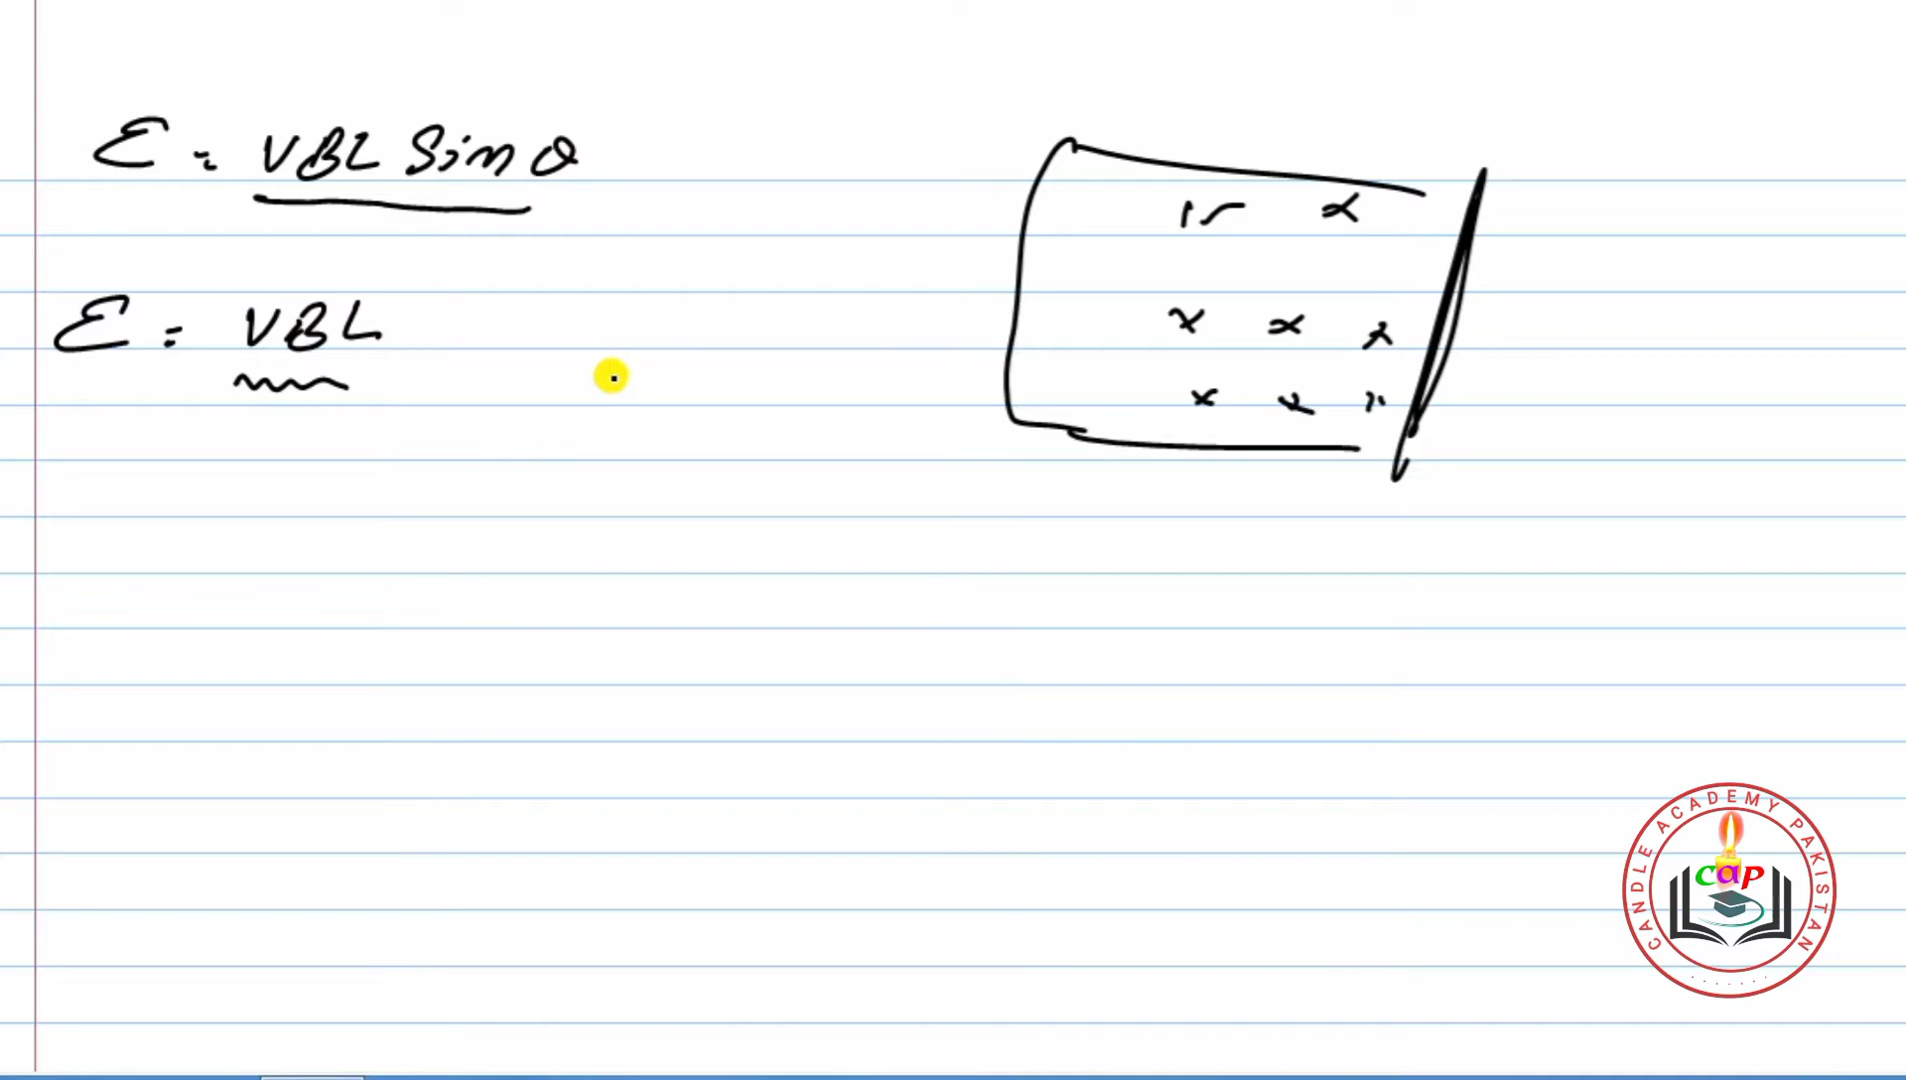 Ɛ = VBL Sin θ
Ɛ = VBL
x
x x x
x x
CANDLE ACADEMY PAKISTAN
cap